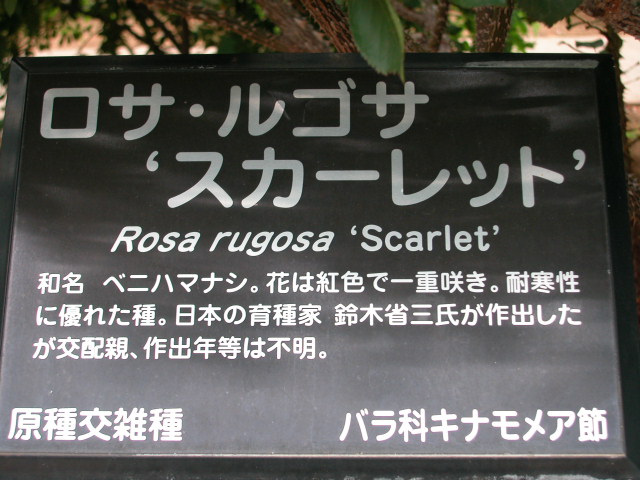 ロサ・ルゴサ
‘スカーレット’
Rosa rugosa ‘Scarlet’
和名 ベニハマナシ。花は紅色で一重咲き。耐寒性
に優れた種。日本の育種家 鈴木省三氏が作出した
が交配親、作出年等は不明。
原種交雑種 バラ科キナモメア節